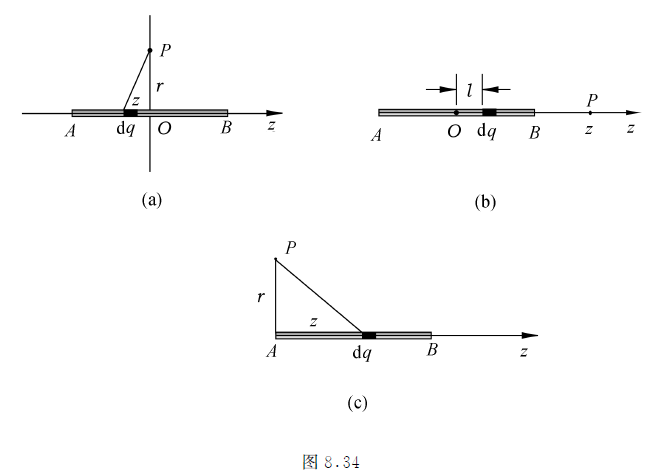 P
r
z
A dq O B z
(a)
l
P
A O dq B z z
(b)
P
r
z
A dq B z
(c)
图 8.34